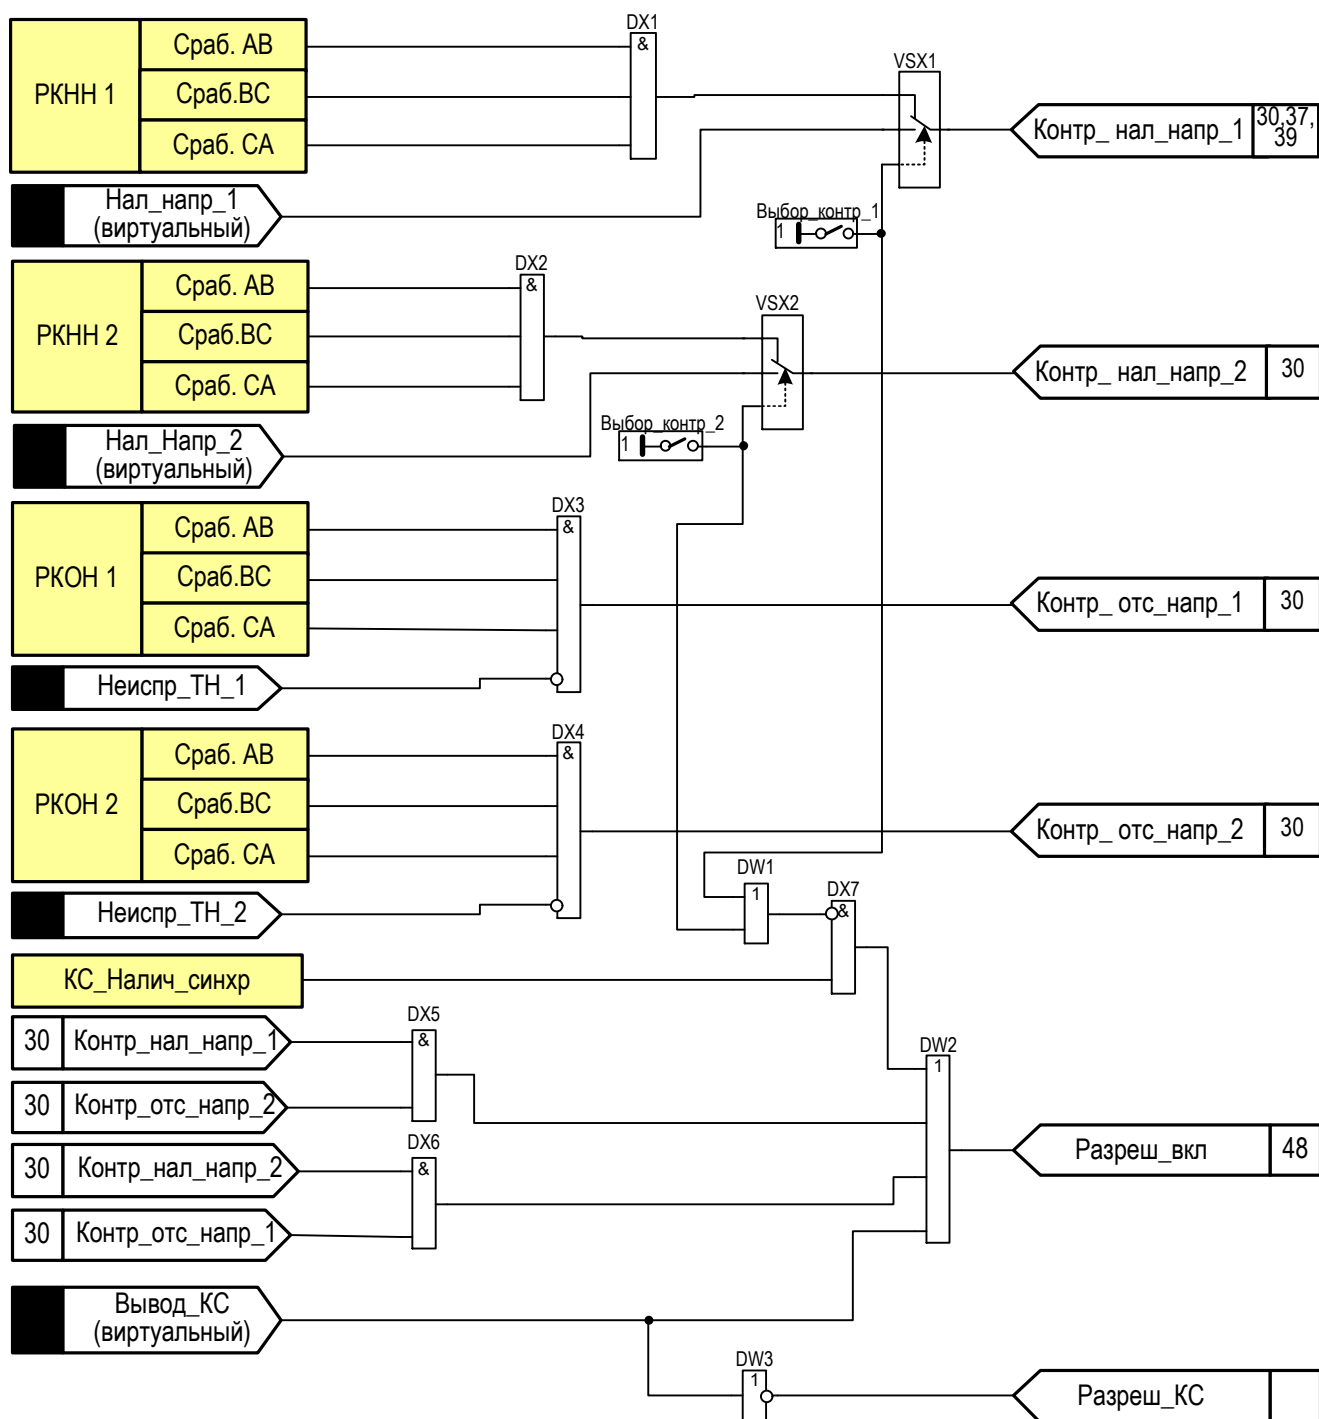 DX1
РКНН 1
Сраб. АВ
Сраб.ВС
Сраб. СА
&
VSX1
Контр_ нал_напр_1
30,37,
39
Нал_напр_1
(виртуальный)
Выбор_контр_1
1
DX2
РКНН 2
Сраб. АВ
Сраб.ВС
Сраб. СА
&
VSX2
Контр_ нал_напр_2
30
Нал_Напр_2
(виртуальный)
Выбор_контр_2
1
DX3
РКОН 1
Сраб. АВ
Сраб.ВС
Сраб. СА
&
Контр_ отс_напр_1
30
Неиспр_ТН_1
DX4
РКОН 2
Сраб. АВ
Сраб.ВС
Сраб. СА
&
Контр_ отс_напр_2
30
Неиспр_ТН_2
DW1
1
DX7
&
КС_Налич_синхр
30
Контр_нал_напр_1
DX5
&
30
Контр_отс_напр_2
DW2
1
30
Контр_нал_напр_2
DX6
&
30
Контр_отс_напр_1
Разреш_вкл
48
Вывод_КС
(виртуальный)
DW3
1
Разреш_КС